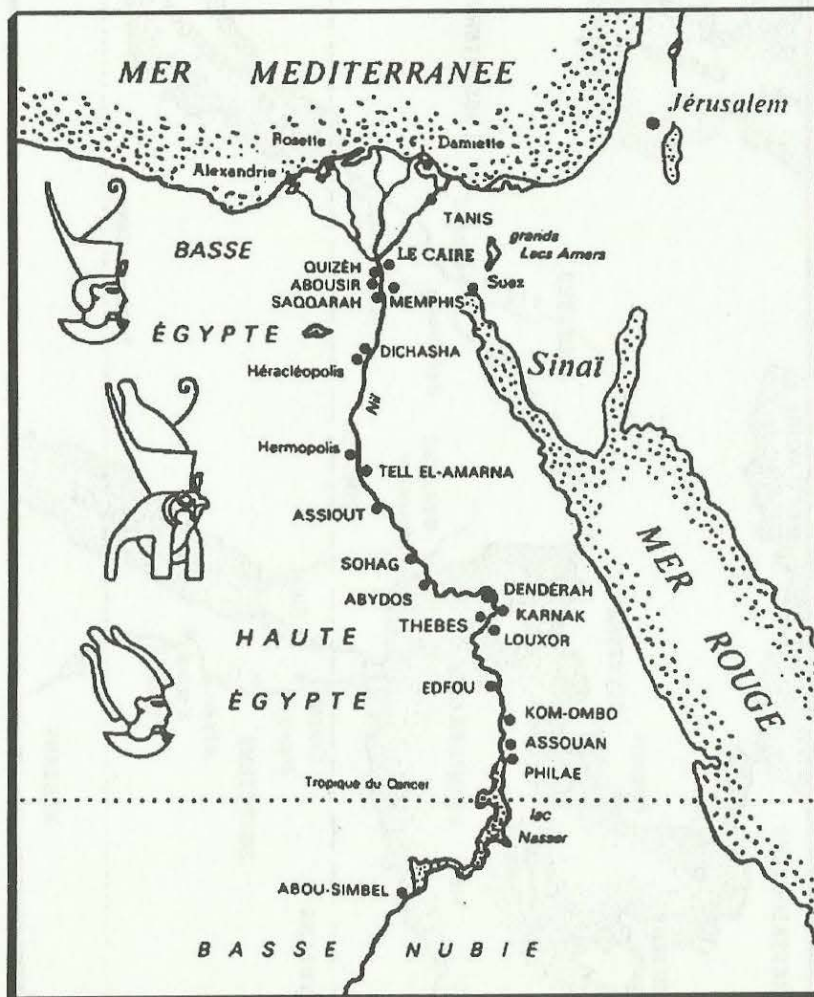 MER MEDITERRANEE
Jérusalem
Rosette
Damiette
Alexandrie
TANIS
BASSE
LE CAIRE
grands
Lacs Amers
QUIZÈH
ABOUSIR
SAQQARAH
MEMPHIS
Suez
ÉGYPTE
DICHASHA
Héracléopolis
Sinaï
Nil
Hermopolis
TELL EL-AMARNA
ASSIOUT
MER ROUGE
SOHAG
ABYDOS
DENDÉRAH
KARNAK
THEBES
LOUXOR
HAUTE
ÉGYPTE
EDFOU
KOM-OMBO
ASSOUAN
PHILAE
Tropique du Cancer
lac
Nasser
ABOU-SIMBEL
BASSE NUBIE